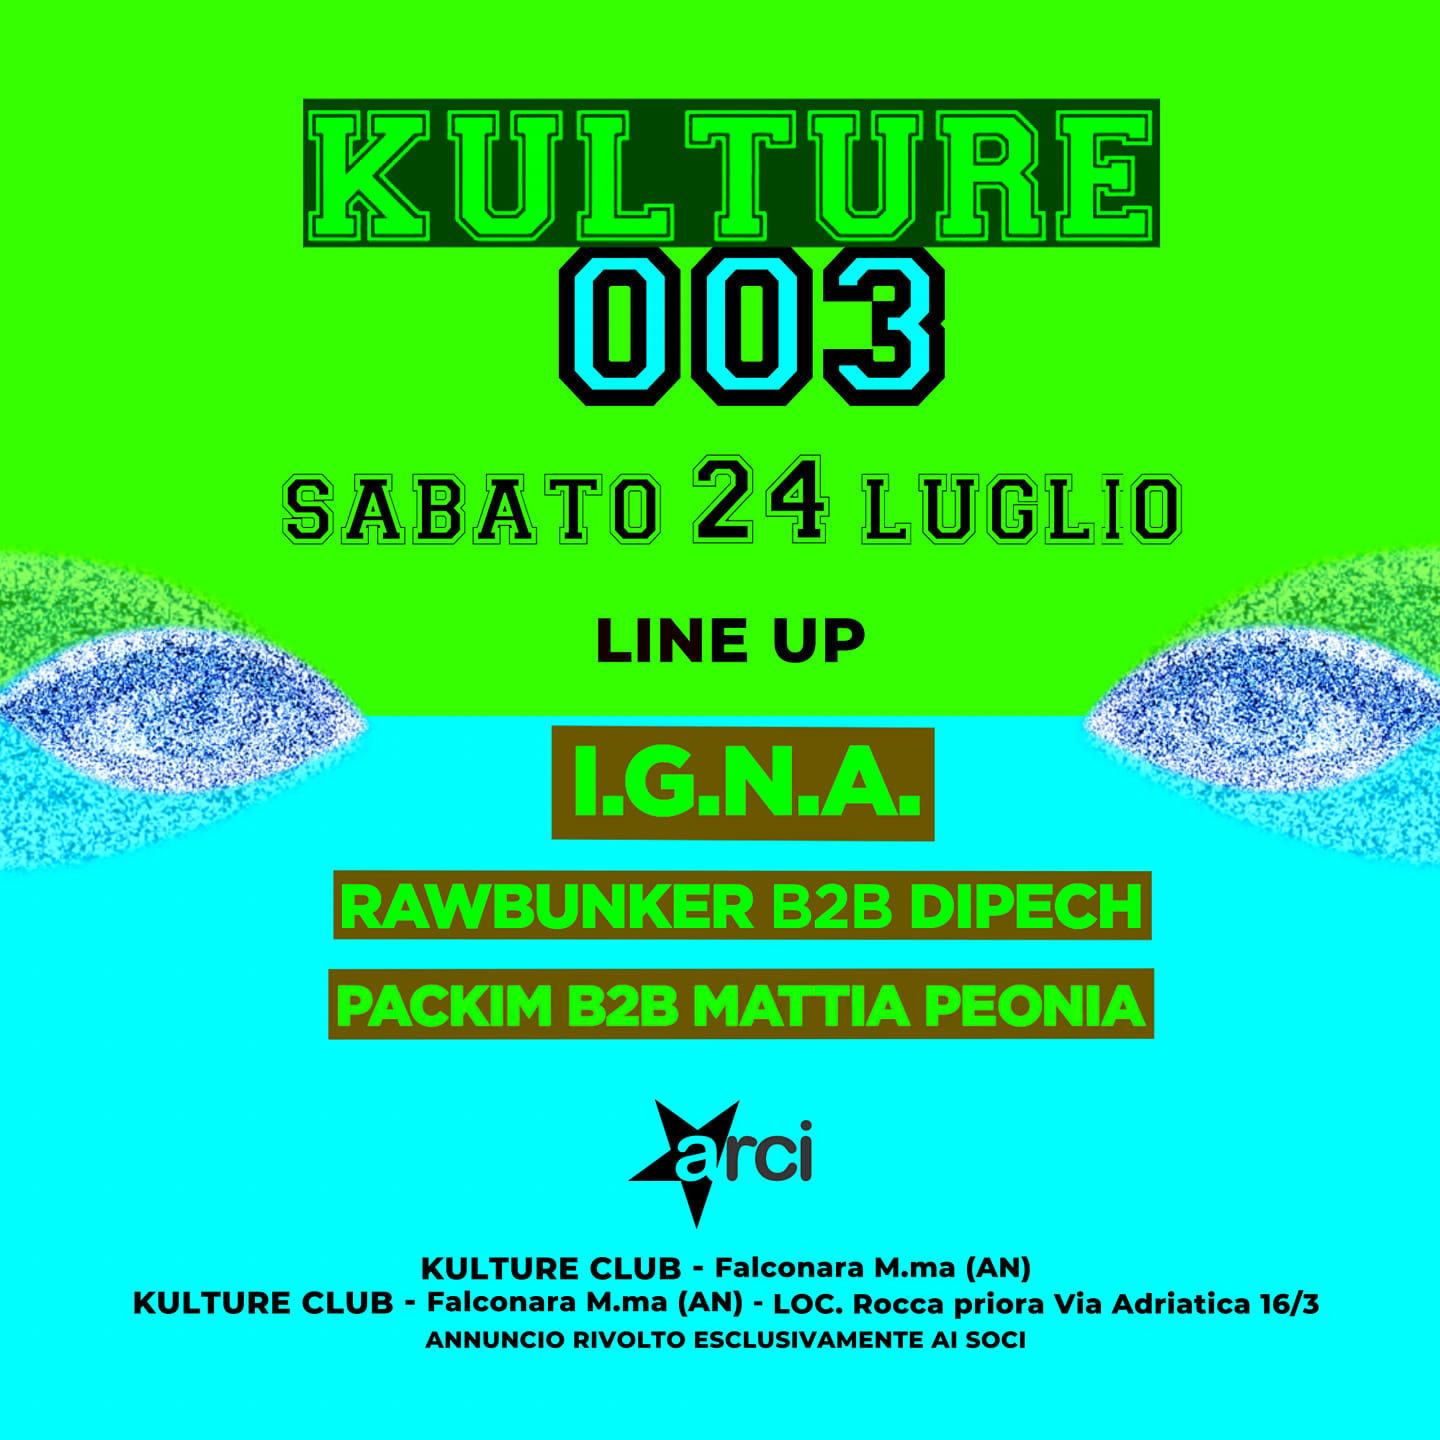 KULTURE
003
SABATO 24 LUGLIO
LINE UP
I.G.N.A.
RAWBUNKER B2B DIPECH
PACKIM B2B MATTIA PEONIA
arci
KULTURE CLUB - Falconara M.ma (AN)
KULTURE CLUB - Falconara M.ma (AN) - LOC. Rocca priora Via Adriatica 16/3
ANNUNCIO RIVOLTO ESCLUSIVAMENTE AI SOCI